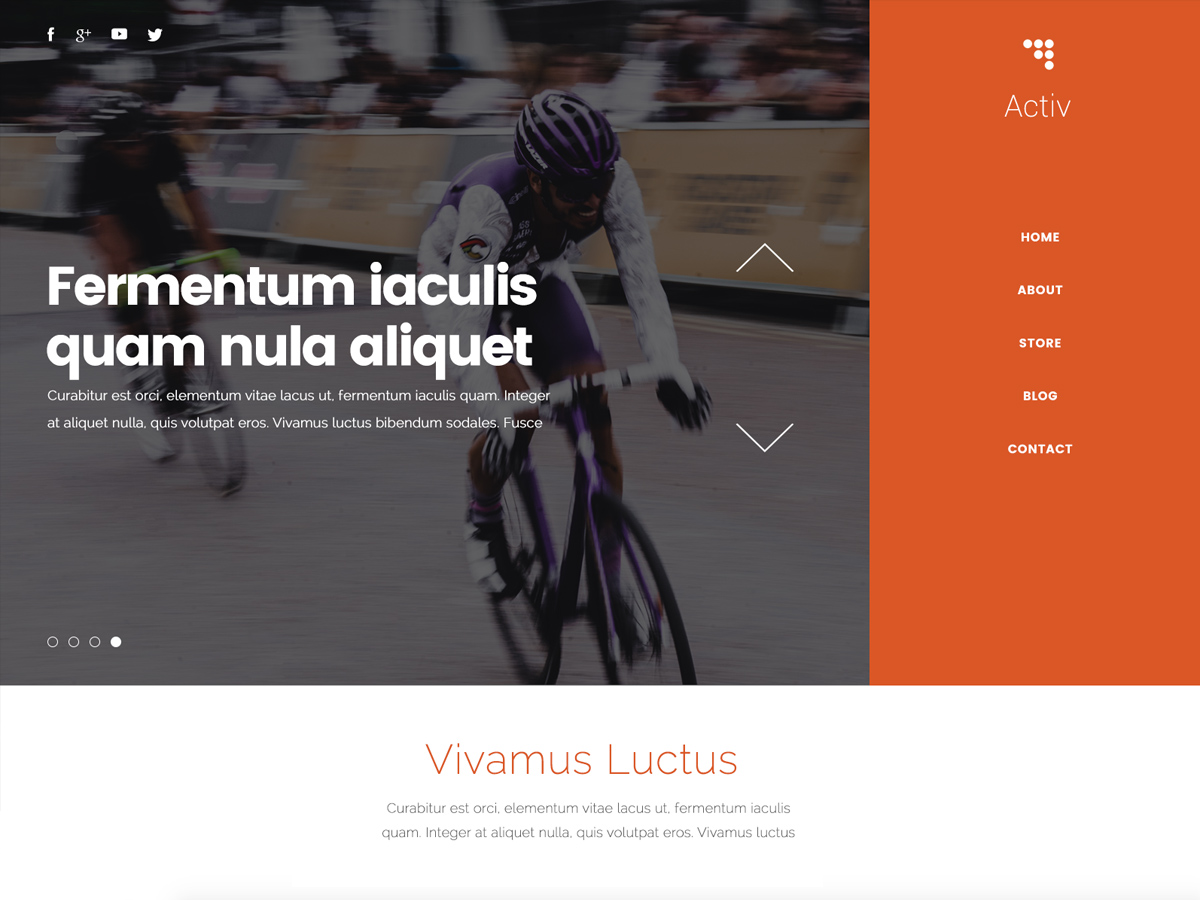 g+
Activ
HOME
ABOUT
STORE
BLOG
CONTACT
Fermentum iaculis
quam nula aliquet
Curabitur est orci, elementum vitae lacus ut, fermentum iaculis quam. Integer
at aliquet nulla, quis volutpat eros. Vivamus luctus bibendum sodales. Fusce
Vivamus Luctus
Curabitur est orci, elementum vitae lacus ut, fermentum iaculis
quam. Integer at aliquet nulla, quis volutpat eros. Vivamus luctus